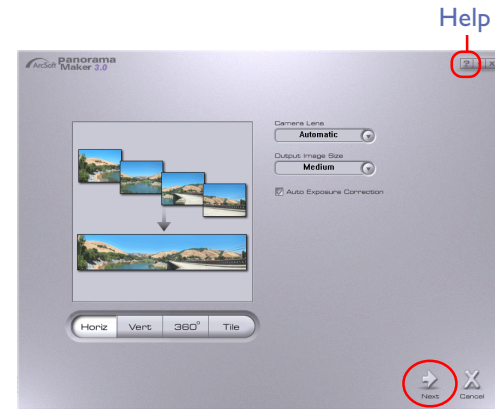 Help
ArcSoft Panorama Maker 3.0
? X
Camera Lens
Automatic
Output Image Size
Medium
Auto Exposure Correction
Horiz Vert 360° Tile
Next Cancel